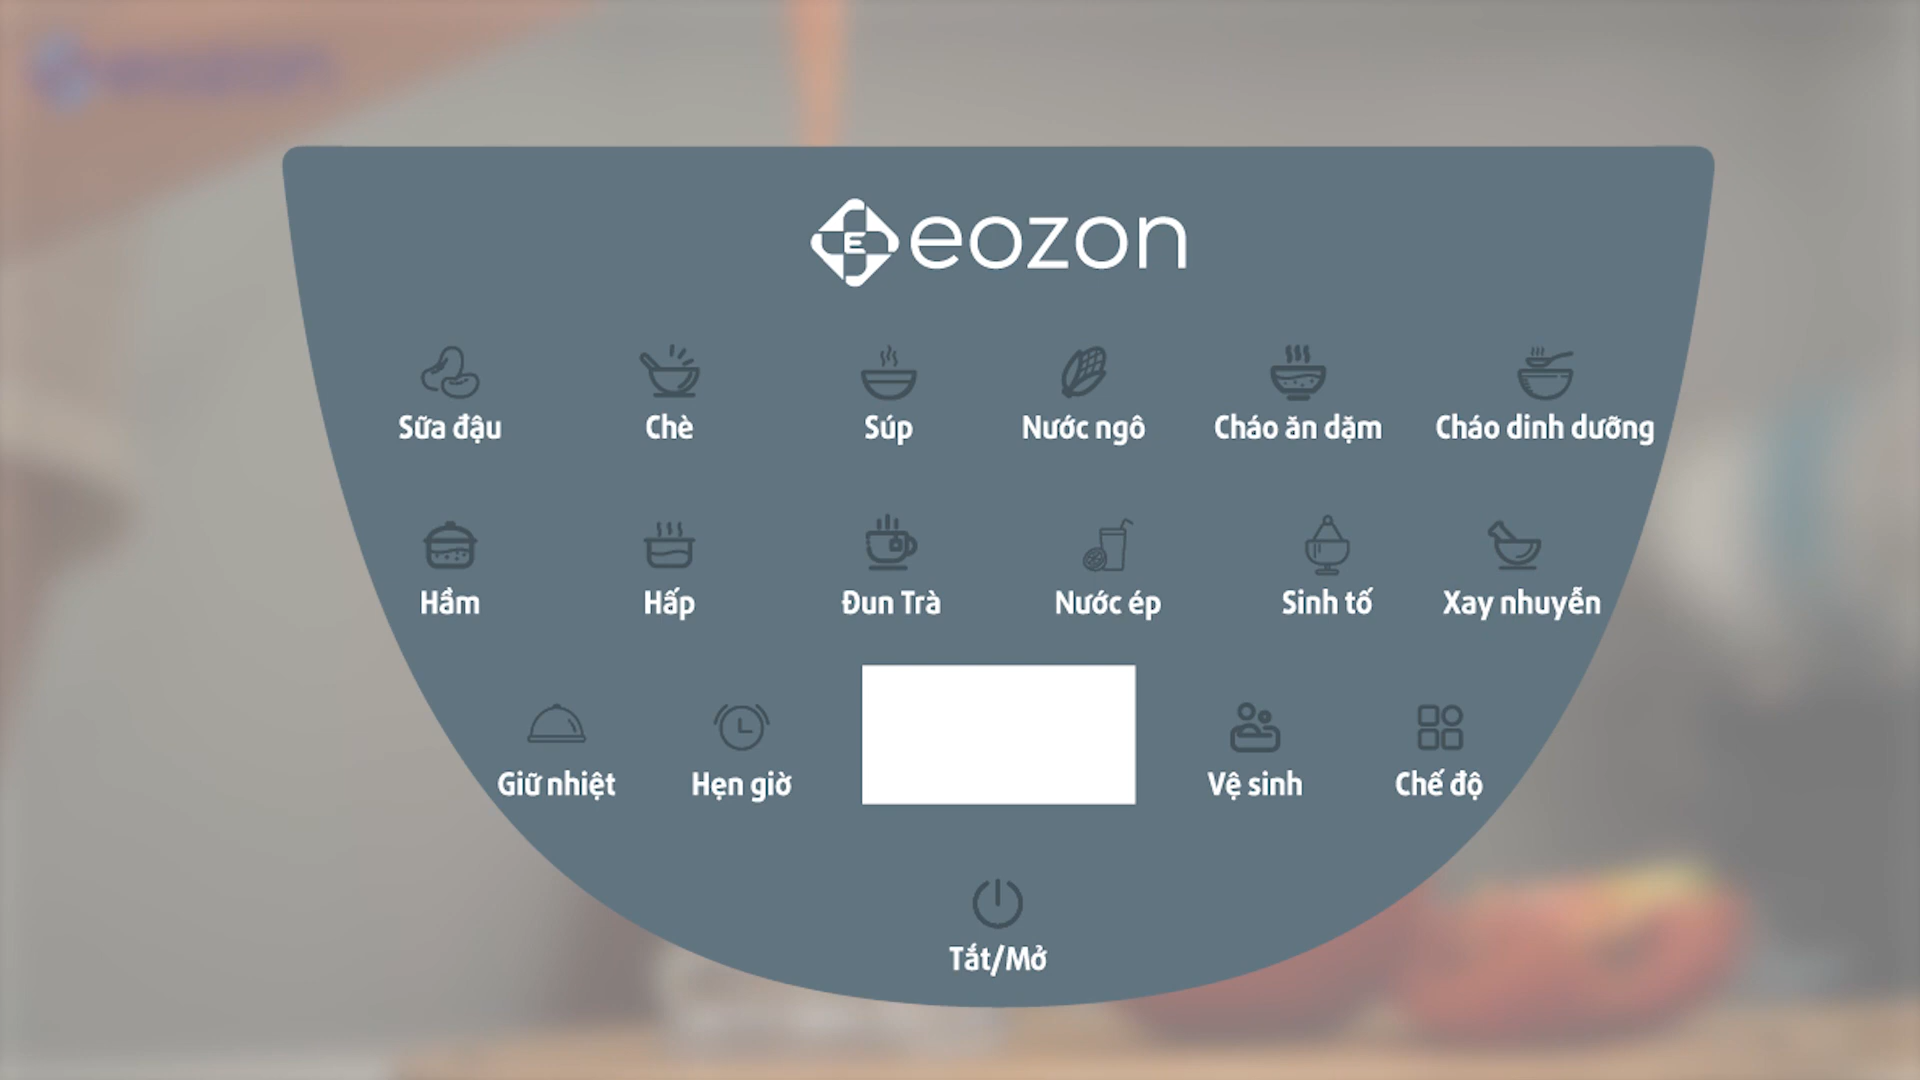 eozon
Sữa đậu Chè Súp Nước ngô Cháo ăn dặm Cháo dinh dưỡng
Hầm Hấp Đun Trà Nước ép Sinh tố Xay nhuyễn
Giữ nhiệt Hẹn giờ Vệ sinh Chế độ
Tắt/Mở